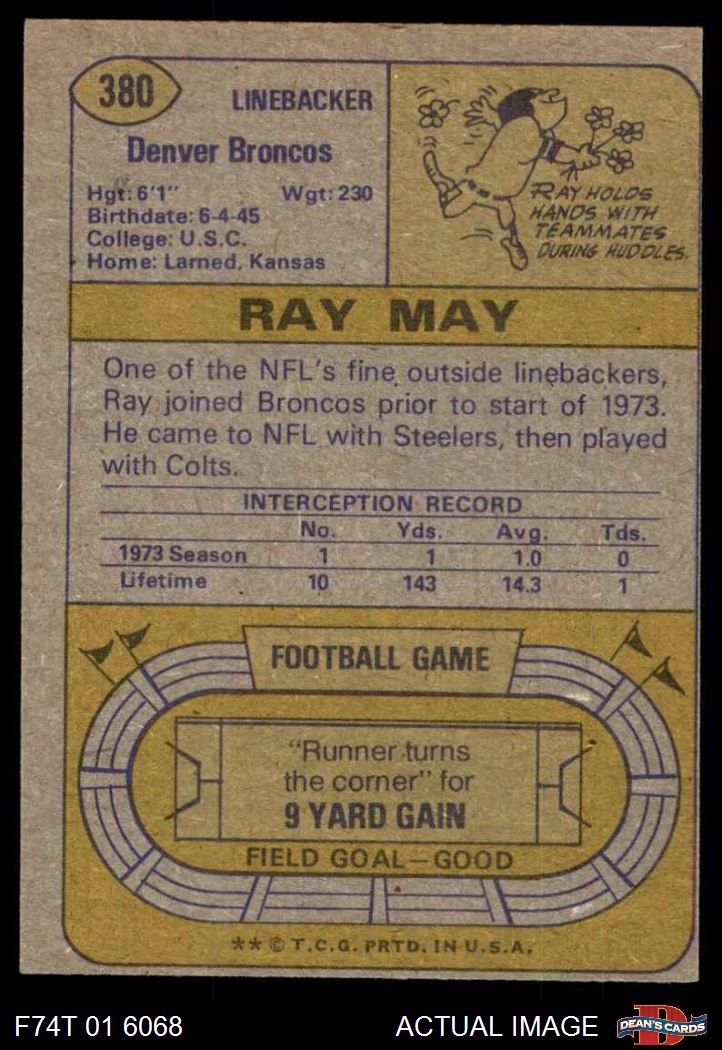 380
LINEBACKER
Denver Broncos
Hgt: 6'1" Wgt: 230
Birthdate: 6-4-45
College: U.S.C.
Home: Larned, Kansas
RAY HOLDS
HANDS WITH
TEAMMATES
DURING HUDDLES.
RAY MAY
One of the NFL's fine outside linebackers,
Ray joined Broncos prior to start of 1973.
He came to NFL with Steelers, then played
with Colts.
INTERCEPTION RECORD
No. Yds. Avg. Tds.
1973 Season 1 1 1.0 0
Lifetime 10 143 14.3 1
FOOTBALL GAME
"Runner turns
the corner" for
9 YARD GAIN
FIELD GOAL—GOOD
** © T.C.G. PRTD. IN U.S.A.
F74T 01 6068 ACTUAL IMAGE
D
DEAN'S CARDS